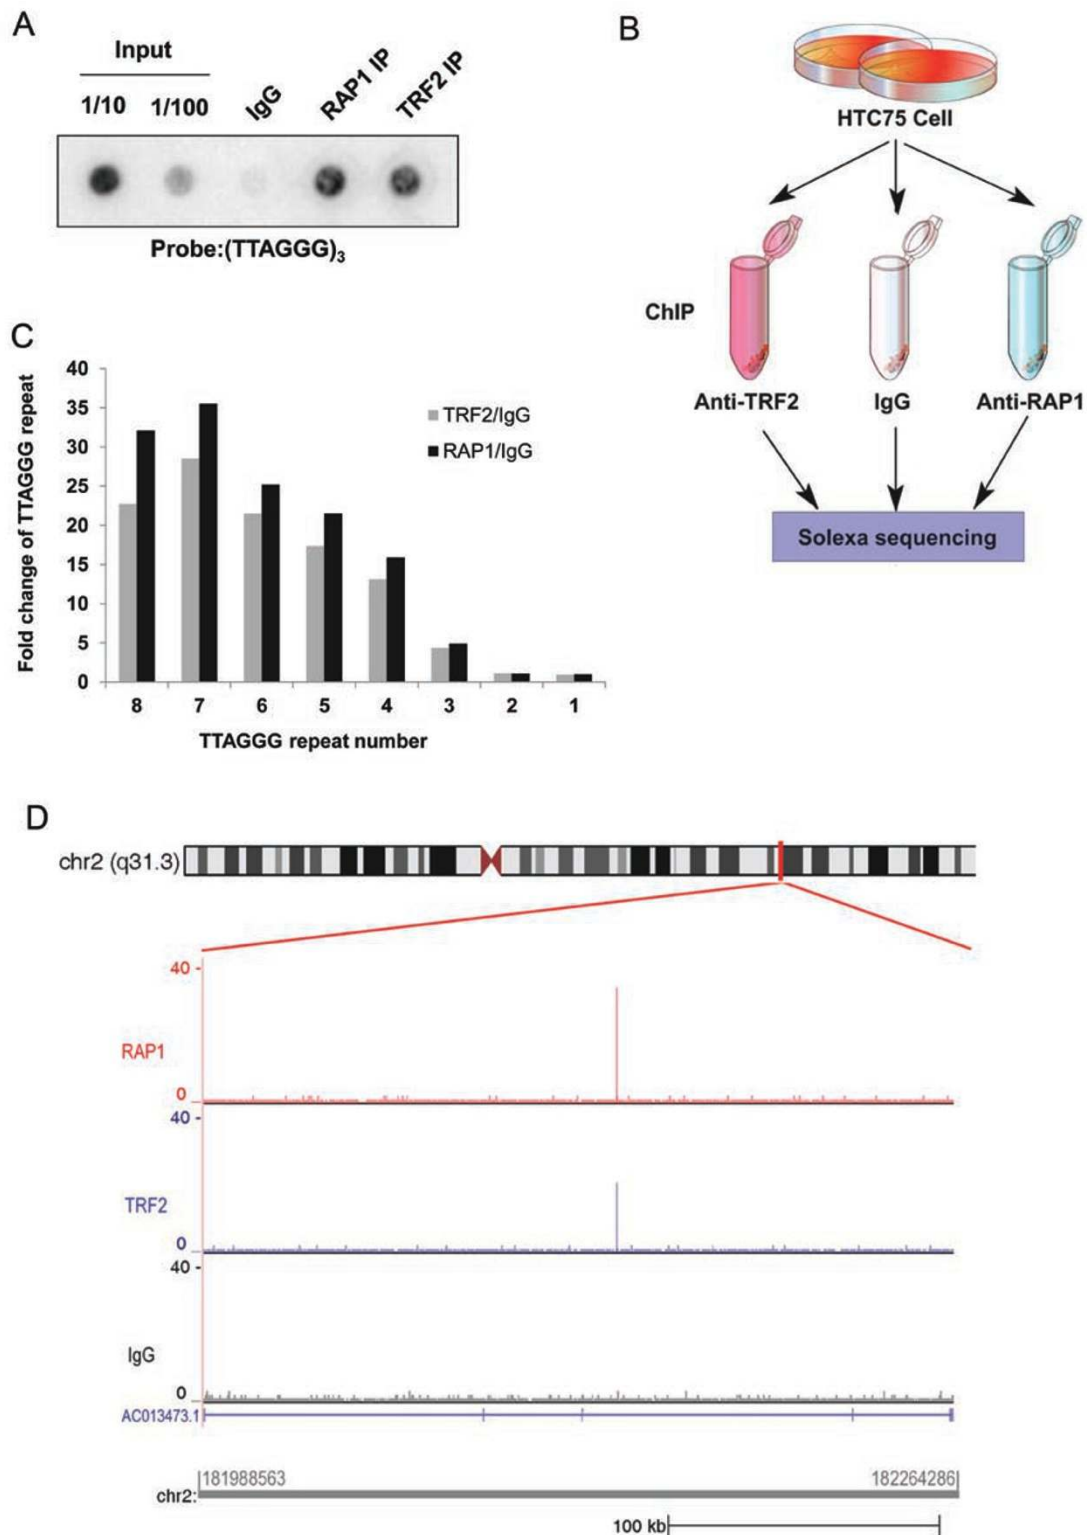 A
Input
1/10 1/100 IgG RAP1 IP TRF2 IP
Probe:(TTAGGG)3
B
HTC75 Cell
ChIP
Anti-TRF2 IgG Anti-RAP1
Solexa sequencing
C
Fold change of TTAGGG repeat
40
35
30
25
20
15
10
5
0
TRF2/IgG
RAP1/IgG
8 7 6 5 4 3 2 1
TTAGGG repeat number
D
chr2 (q31.3)
40
RAP1
0
40
TRF2
0
40
IgG
0
AC013473.1
181988563 182264286
chr2:
100 kb